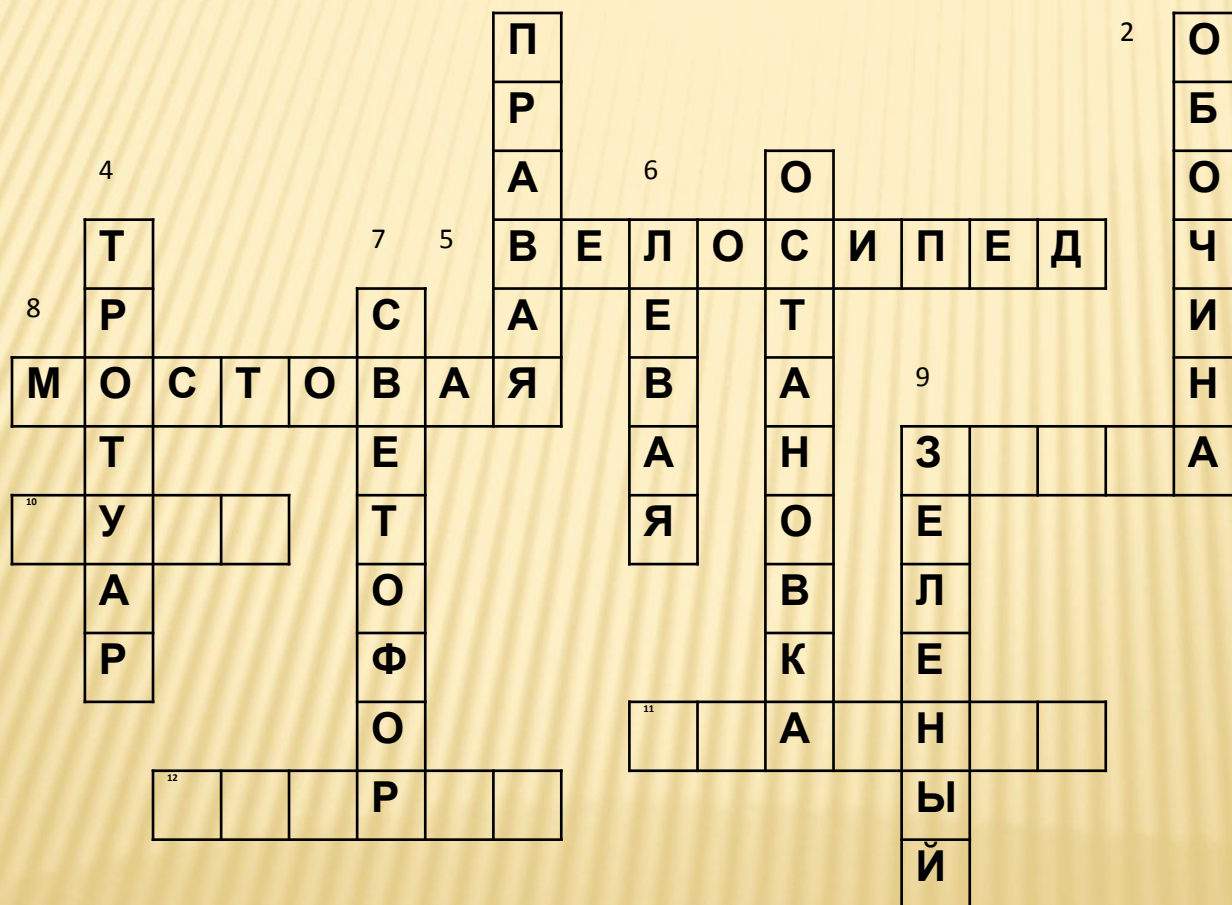 П 2 О
Р Б
4 А 6 О О
Т 7 5 В Е Л О С И П Е Д Ч
8 Р С А Е Т И
М О С Т О В А Я В А 9 Н
Т Е А Н З А
10 У Т Я О Е
А О В Л
Р Ф К Е
О 11 А Н
12 Р Ы
Й